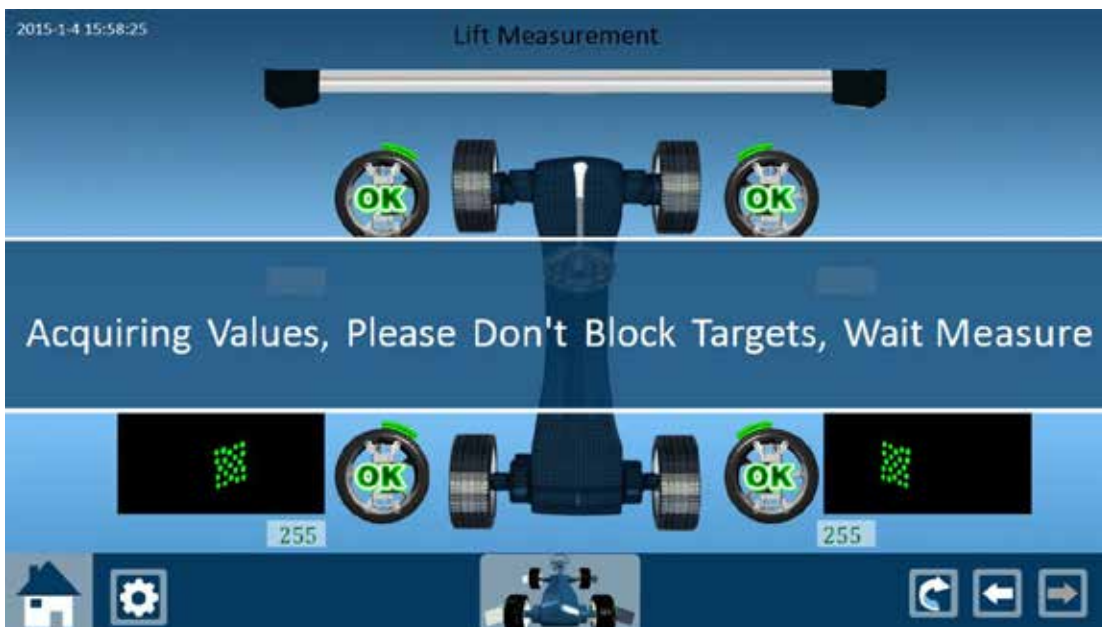 2015-1-4 15:58:25
Lift Measurement
OK OK
Acquiring Values, Please Don't Block Targets, Wait Measure
OK OK
255 255